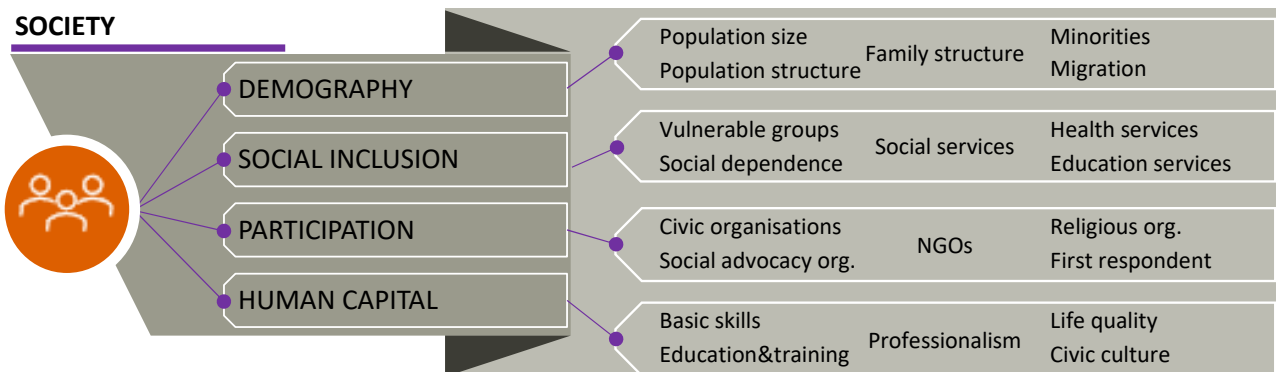 SOCIETY
DEMOGRAPHY
Population size
Population structure
Family structure
Minorities
Migration
SOCIAL INCLUSION
Vulnerable groups
Social dependence
Social services
Health services
Education services
PARTICIPATION
Civic organisations
Social advocacy org.
NGOs
Religious org.
First respondent
HUMAN CAPITAL
Basic skills
Education&training
Professionalism
Life quality
Civic culture